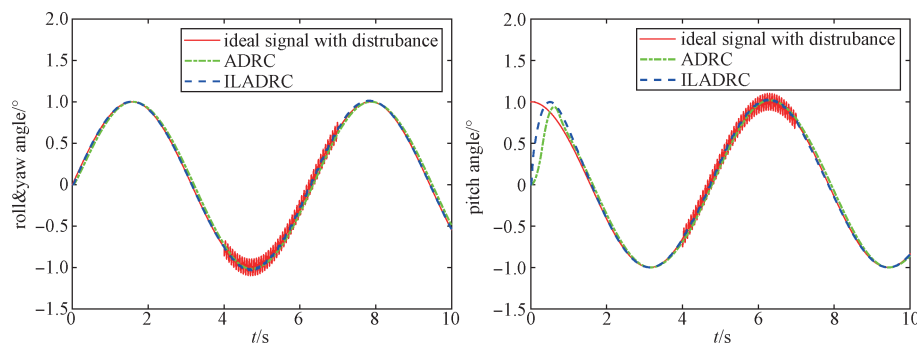 2.0
1.5
1.0
0.5
0
−0.5
−1.0
−1.5
roll&yaw angle/°
ideal signal with distrubance
ADRC
ILADRC
0 2 4 6 8 10
t/s
2.0
1.5
1.0
0.5
0
−0.5
−1.0
−1.5
pitch angle/°
ideal signal with distrubance
ADRC
ILADRC
0 2 4 6 8 10
t/s